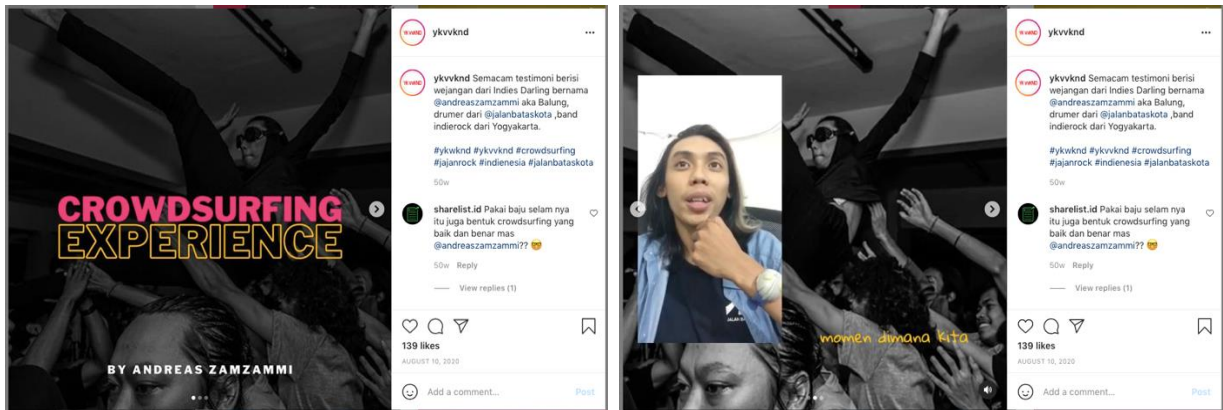 CROWDSURFING
EXPERIENCE
BY ANDREAS ZAMZAMMI
ykvvknd
ykvvknd Semacam testimoni berisi
wejangan dari Indies Darling bernama
@andreaszamzammi aka Balung,
drumer dari @jalanbataskota ,band
indierock dari Yogyakarta.
#ykwknd #ykvvknd #crowdsurfing
#jajanrock #indienesia #jalanbataskota
50w
sharelist.id Pakai baju selam nya
itu juga bentuk crowdsurfing yang
baik dan benar mas
@andreaszamzammi?? 🤓
50w Reply
View replies (1)
139 likes
AUGUST 10, 2020
Add a comment... Post
momen dimana kita
ykvvknd
ykvvknd Semacam testimoni berisi
wejangan dari Indies Darling bernama
@andreaszamzammi aka Balung,
drumer dari @jalanbataskota ,band
indierock dari Yogyakarta.
#ykwknd #ykvvknd #crowdsurfing
#jajanrock #indienesia #jalanbataskota
50w
sharelist.id Pakai baju selam nya
itu juga bentuk crowdsurfing yang
baik dan benar mas
@andreaszamzammi?? 🤓
50w Reply
View replies (1)
139 likes
AUGUST 10, 2020
Add a comment... Post